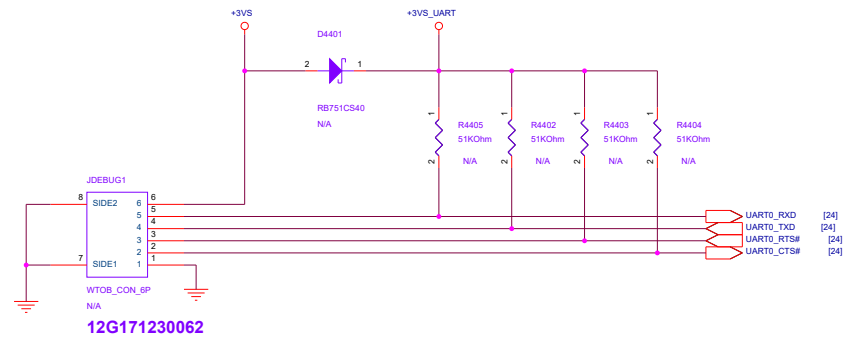 +3VS
+3VS_UART
D4401
2
1
RB751CS40
N/A
1
R4405
51KOhm
2
N/A
1
R4402
51KOhm
2
N/A
1
R4403
51KOhm
2
N/A
1
R4404
51KOhm
2
N/A
JDEBUG1
8
SIDE2
6
6
5
5
4
4
3
3
2
2
7
SIDE1
1
1
WTOB_CON_6P
N/A
12G171230062
UART0_RXD [24]
UART0_TXD [24]
UART0_RTS# [24]
UART0_CTS# [24]